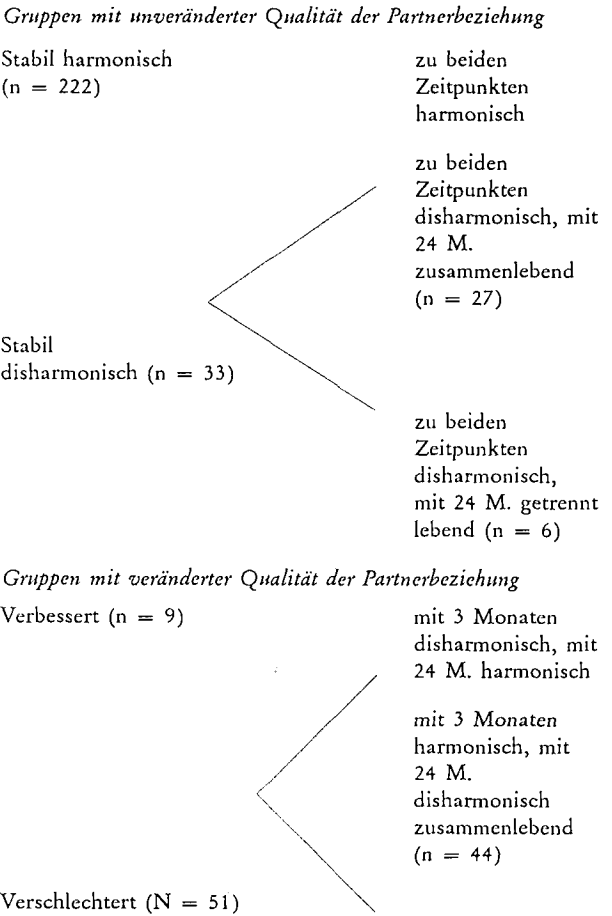 Gruppen mit unveränderter Qualität der Partnerbeziehung
Stabil harmonisch
(n = 222)
zu beiden
Zeitpunkten
harmonisch
zu beiden
Zeitpunkten
disharmonisch, mit
24 M.
zusammenlebend
(n = 27)
Stabil
disharmonisch (n = 33)
zu beiden
Zeitpunkten
disharmonisch,
mit 24 M. getrennt
lebend (n = 6)
Gruppen mit veränderter Qualität der Partnerbeziehung
Verbessert (n = 9)
mit 3 Monaten
disharmonisch, mit
24 M. harmonisch
mit 3 Monaten
harmonisch, mit
24 M.
disharmonisch
zusammenlebend
(n = 44)
Verschlechtert (N = 51)